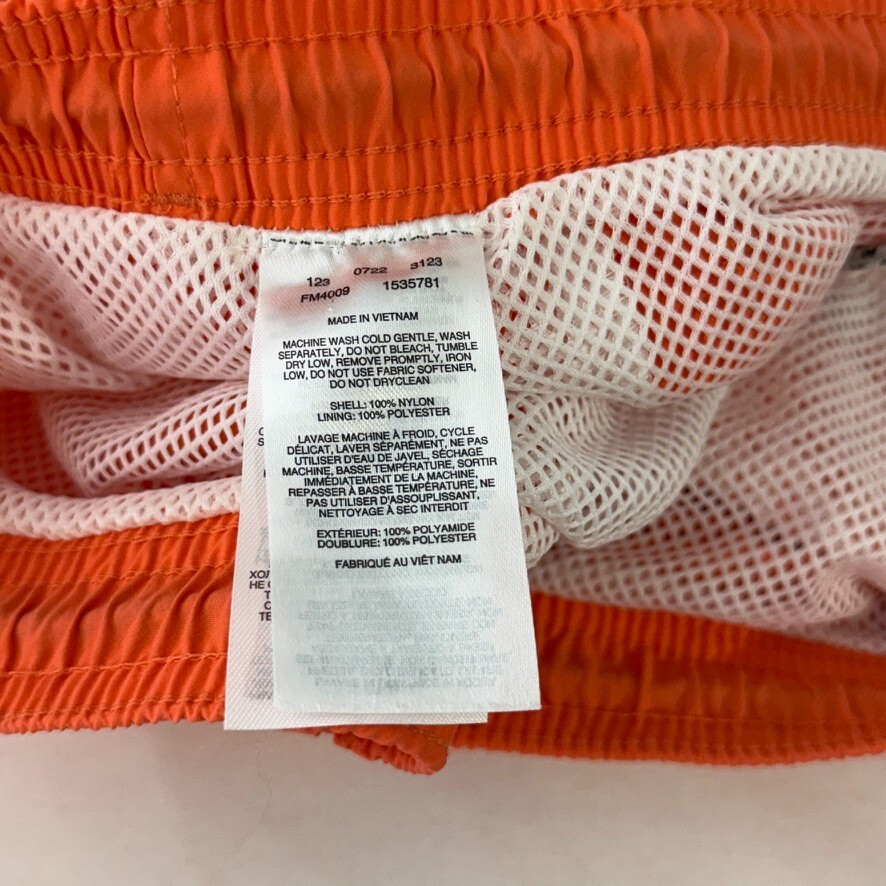 123 0722 3123
FM4009 1535781
MADE IN VIETNAM
MACHINE WASH COLD GENTLE, WASH
SEPARATELY, DO NOT BLEACH, TUMBLE
DRY LOW, REMOVE PROMPTLY, IRON
LOW, DO NOT USE FABRIC SOFTENER,
DO NOT DRYCLEAN
SHELL: 100% NYLON
LINING: 100% POLYESTER
LAVAGE MACHINE À FROID, CYCLE
DÉLICAT, LAVER SÉPARÉMENT, NE PAS
UTILISER D'EAU DE JAVEL, SÉCHAGE
MACHINE, BASSE TEMPÉRATURE, SORTIR
IMMÉDIATEMENT DE LA MACHINE,
REPASSER À BASSE TEMPÉRATURE, NE
PAS UTILISER D'ASSOUPLISSANT,
NETTOYAGE À SEC INTERDIT
EXTÉRIEUR: 100% POLYAMIDE
DOUBLURE: 100% POLYESTER
FABRIQUÉ AU VIÊT NAM